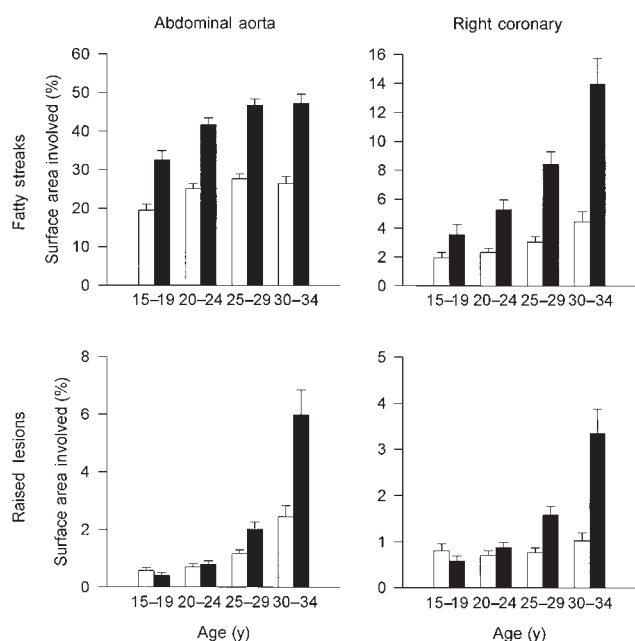 Abdominal aorta
Right coronary
Fatty streaks
Surface area involved (%)
60
50
40
30
20
10
0
15–19 20–24 25–29 30–34
16
14
12
10
8
6
4
2
0
15–19 20–24 25–29 30–34
Raised lesions
Surface area involved (%)
8
6
4
2
0
15–19 20–24 25–29 30–34
Age (y)
5
4
3
2
1
0
15–19 20–24 25–29 30–34
Age (y)